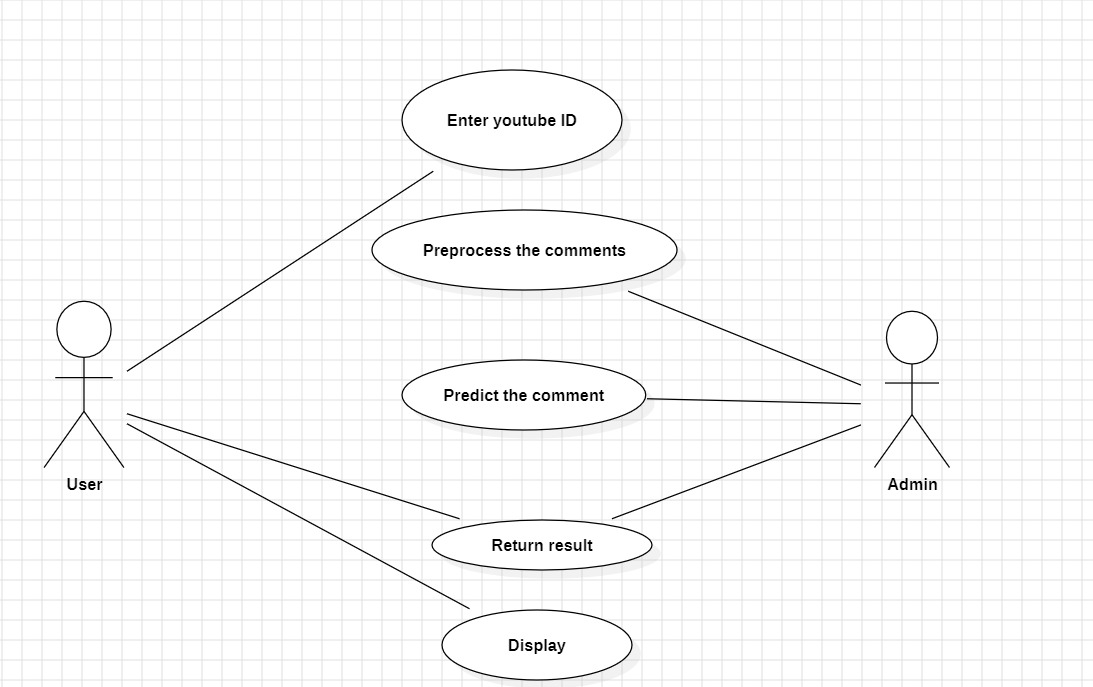 Enter youtube ID
Preprocess the comments
Predict the comment
User
Admin
Return result
Display